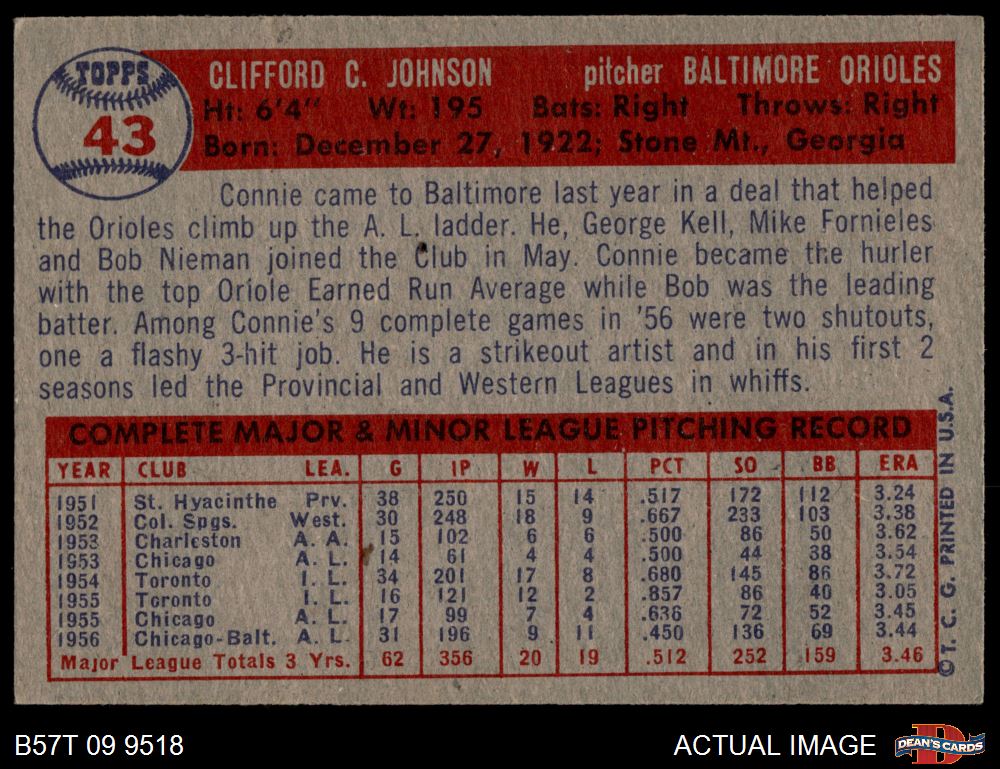 TOPPS
43
CLIFFORD C. JOHNSON pitcher BALTIMORE ORIOLES
Ht: 6'4" Wt: 195 Bats: Right Throws: Right
Born: December 27, 1922; Stone Mt., Georgia
Connie came to Baltimore last year in a deal that helped
the Orioles climb up the A. L. ladder. He, George Kell, Mike Fornieles
and Bob Nieman joined the Club in May. Connie became the hurler
with the top Oriole Earned Run Average while Bob was the leading
batter. Among Connie's 9 complete games in '56 were two shutouts,
one a flashy 3-hit job. He is a strikeout artist and in his first 2
seasons led the Provincial and Western Leagues in whiffs.
COMPLETE MAJOR & MINOR LEAGUE PITCHING RECORD
YEAR CLUB LEA. G IP W L PCT SO BB ERA
1951 St. Hyacinthe Prv. 38 250 15 14 .517 172 112 3.24
1952 Col. Spgs. West. 30 248 18 9 .667 233 103 3.38
1953 Charleston A. A. 15 102 6 6 .500 86 50 3.62
1953 Chicago A. L. 14 61 4 4 .500 44 38 3.54
1954 Toronto I. L. 34 201 17 8 .680 145 86 3.72
1955 Toronto I. L. 16 121 12 2 .857 86 40 3.05
1955 Chicago A. L. 17 99 7 4 .636 72 52 3.45
1956 Chicago-Balt. A. L. 31 196 9 11 .450 136 69 3.44
Major League Totals 3 Yrs. 62 356 20 19 .512 252 159 3.46
© T. C. G. PRINTED IN U.S.A.
B57T 09 9518 ACTUAL IMAGE DEAN'S CARDS